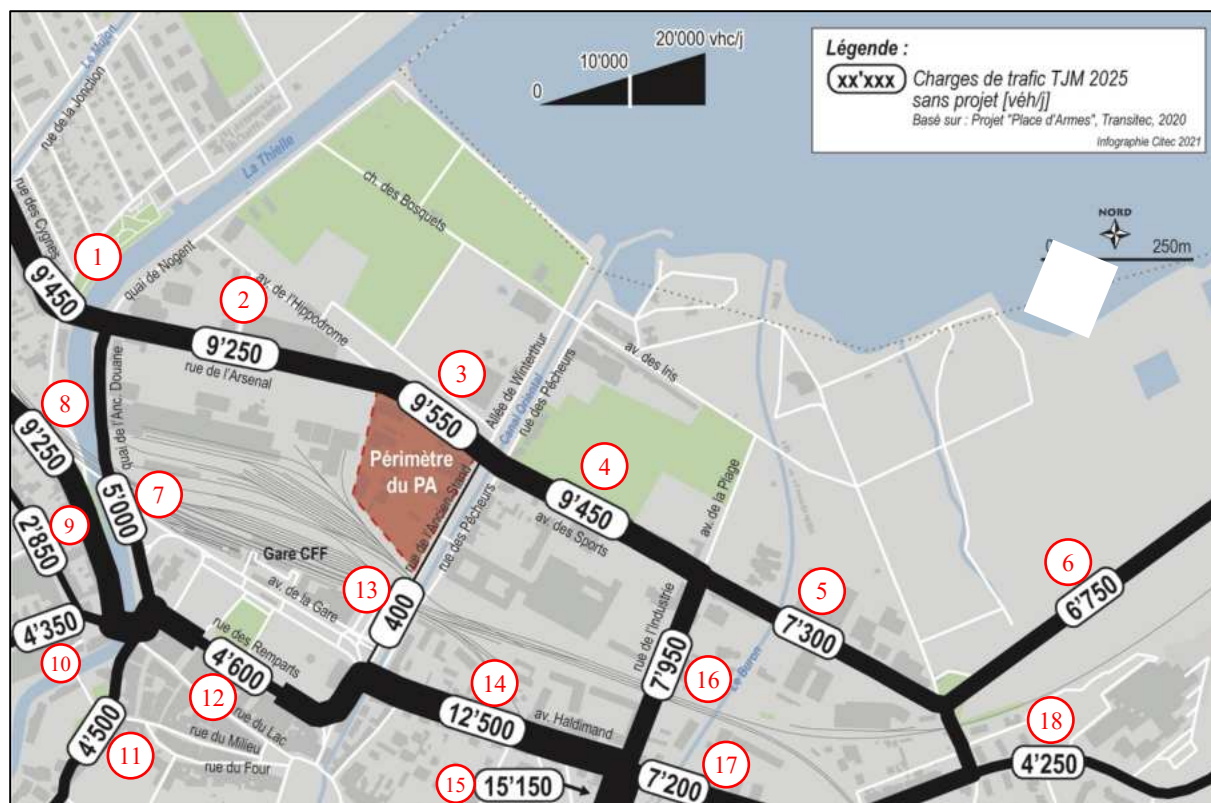 20'000 vhc/j
10'000
0
Légende :
xx'xxx
Charges de trafic TJM 2025
sans projet [véh/j]
Basé sur : Projet "Place d'Armes", Transitec, 2020
Infographie Citec 2021
NORD
0
250m
Le Mujon
rue de la Jonction
La Thielle
ch. des Bosquets
rue des Cygnes
1
9'450
quai de Nogent
2
av. de l'Hippodrome
9'250
rue de l'Arsenal
3
9'550
Allée de Winterthur
Canal Oriental
rue des Pêcheurs
av. des Iris
8
9'250
quai de l'Anc. Douane
Périmètre
du PA
rue de l'Ancien-Stand
rue des Pêcheurs
4
9'450
av. des Sports
av. de la Plage
7
5'000
9
2'850
Gare CFF
av. de la Gare
13
400
5
7'300
6
6'750
4'350
10
rue des Remparts
4'600
12
14
12'500
av. Haldimand
rue de l'Industrie
7'950
16
Le Buron
4'500
11
rue du Lac
rue du Milieu
rue du Four
15
15'150
7'200
17
18
4'250